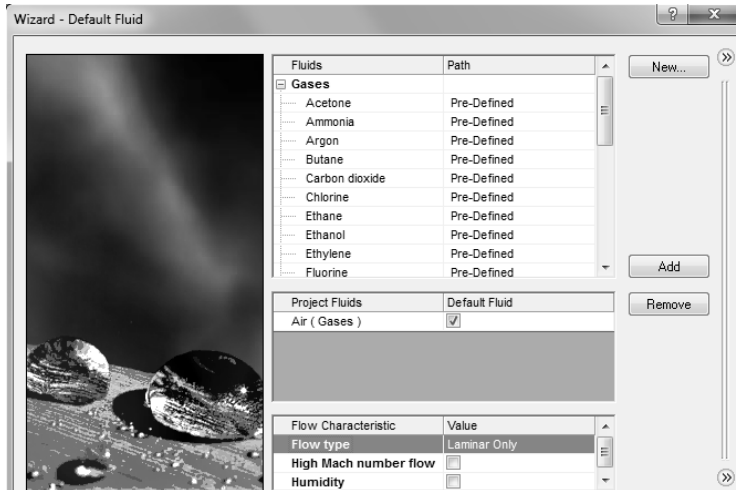 Wizard - Default Fluid
Fluids Path
Gases
Acetone Pre-Defined
Ammonia Pre-Defined
Argon Pre-Defined
Butane Pre-Defined
Carbon dioxide Pre-Defined
Chlorine Pre-Defined
Ethane Pre-Defined
Ethanol Pre-Defined
Ethylene Pre-Defined
Fluorine Pre-Defined
New...
Add
Remove
Project Fluids Default Fluid
Air ( Gases )
Flow Characteristic Value
Flow type Laminar Only
High Mach number flow
Humidity